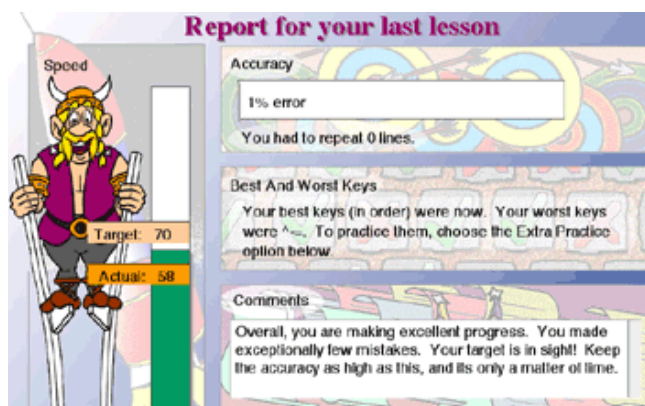 Report for your last lesson
Speed
Target: 70
Actual: 58
Accuracy
1% error
You had to repeat 0 lines.
Best And Worst Keys
Your best keys (in order) were now. Your worst keys
were ^=. To practice them, choose the Extra Practice
option below.
Comments
Overall, you are making excellent progress. You made
exceptionally few mistakes. Your target is in sight! Keep
the accuracy as high as this, and its only a matter of time.